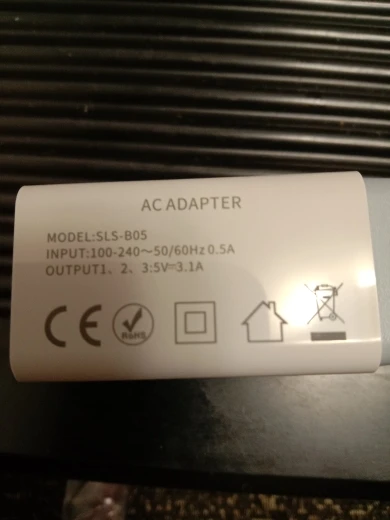 AC ADAPTER
MODEL:SLS-B05
INPUT:100-240～50/60Hz 0.5A
OUTPUT1、2、3:5V⎓3.1A
CE RoHS